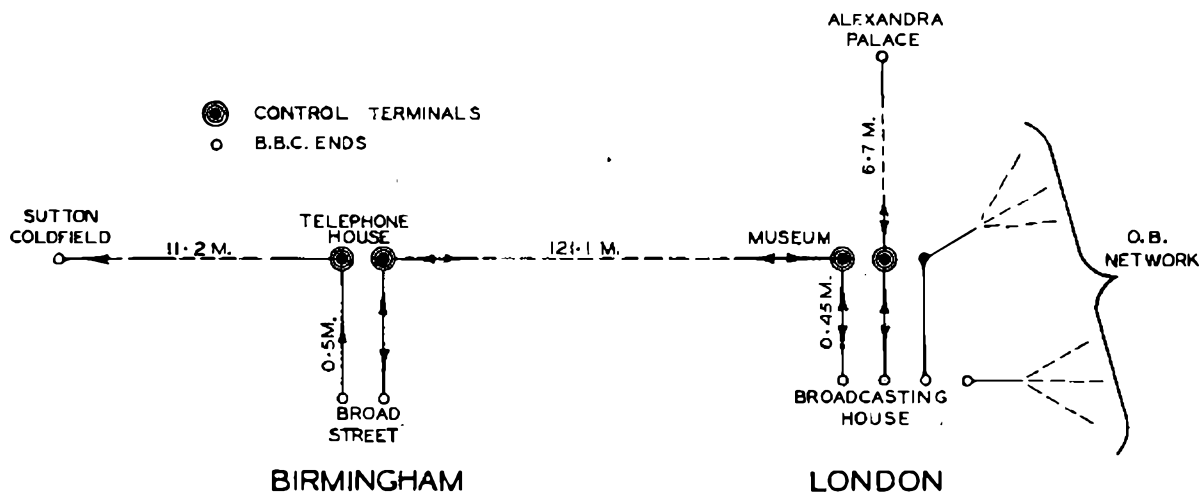 ALEXANDRA
PALACE
CONTROL TERMINALS
B.B.C. ENDS
6·7 M.
SUTTON
COLDFIELD
11·2 M.
TELEPHONE
HOUSE
121·1 M.
MUSEUM
O.B.
NETWORK
0·5M.
0·45M.
BROAD
STREET
BROADCASTING
HOUSE
BIRMINGHAM
LONDON